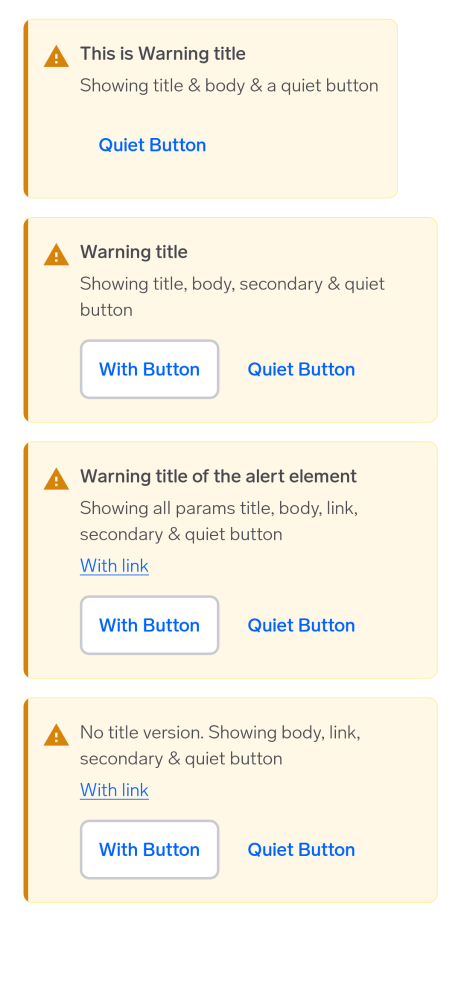 This is Warning title
Showing title & body & a quiet button
Quiet Button
Warning title
Showing title, body, secondary & quiet
button
With Button Quiet Button
Warning title of the alert element
Showing all params title, body, link,
secondary & quiet button
With link
With Button Quiet Button
No title version. Showing body, link,
secondary & quiet button
With link
With Button Quiet Button